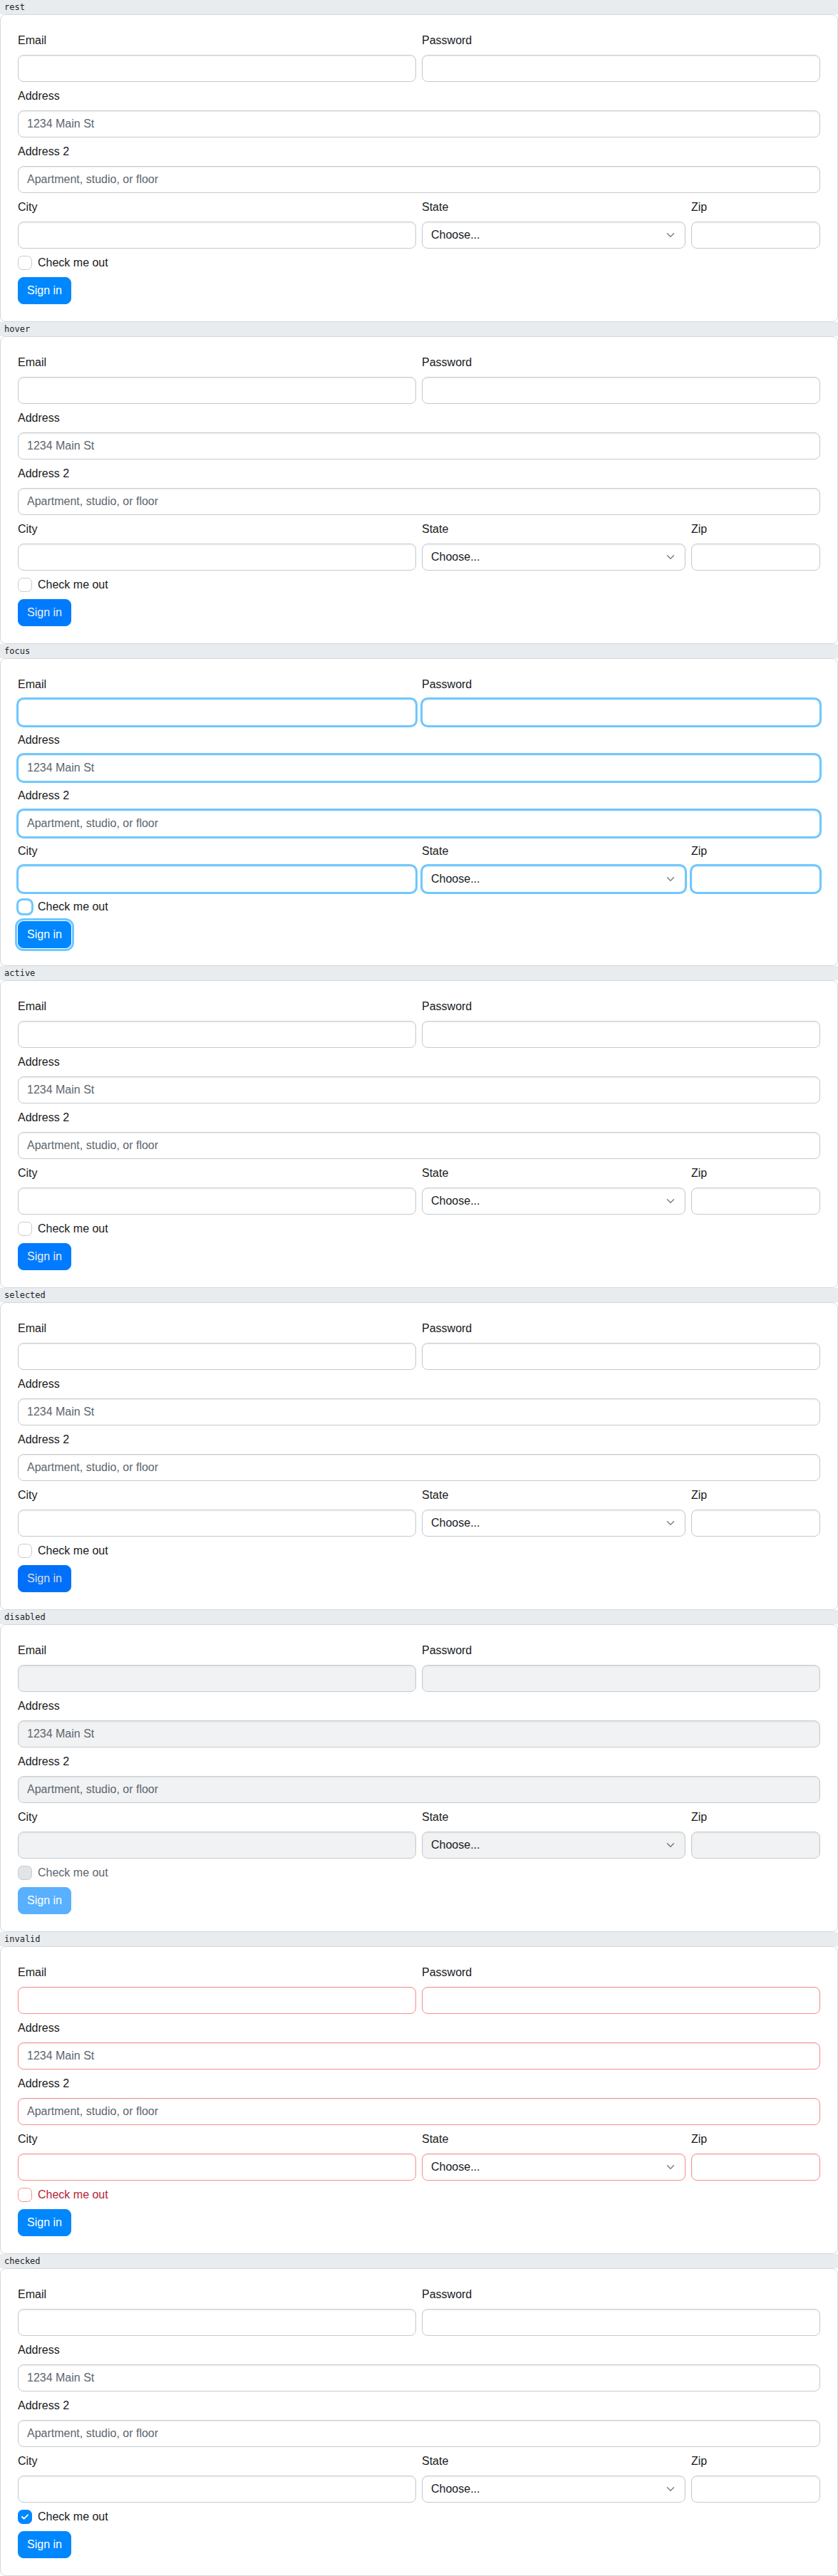 rest
Email Password
Address
1234 Main St
Address 2
Apartment, studio, or floor
City State Zip
Choose...
Check me out
Sign in
hover
Email Password
Address
1234 Main St
Address 2
Apartment, studio, or floor
City State Zip
Choose...
Check me out
Sign in
focus
Email Password
Address
1234 Main St
Address 2
Apartment, studio, or floor
City State Zip
Choose...
Check me out
Sign in
active
Email Password
Address
1234 Main St
Address 2
Apartment, studio, or floor
City State Zip
Choose...
Check me out
Sign in
selected
Email Password
Address
1234 Main St
Address 2
Apartment, studio, or floor
City State Zip
Choose...
Check me out
Sign in
disabled
Email Password
Address
1234 Main St
Address 2
Apartment, studio, or floor
City State Zip
Choose...
Check me out
Sign in
invalid
Email Password
Address
1234 Main St
Address 2
Apartment, studio, or floor
City State Zip
Choose...
Check me out
Sign in
checked
Email Password
Address
1234 Main St
Address 2
Apartment, studio, or floor
City State Zip
Choose...
Check me out
Sign in